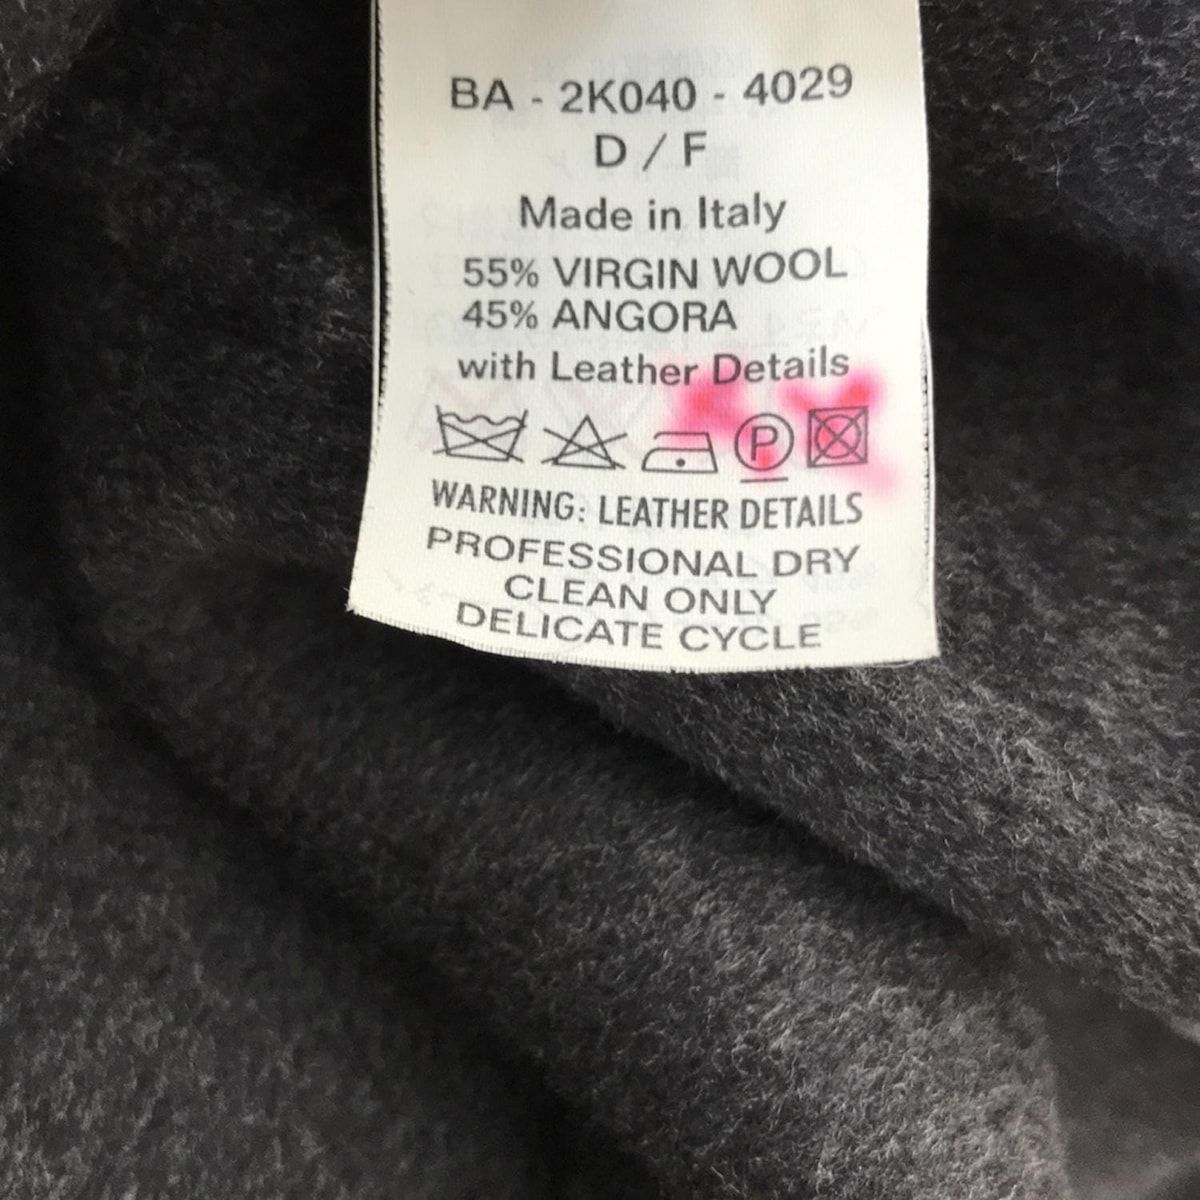 BA - 2K040 - 4029
D / F
Made in Italy
55% VIRGIN WOOL
45% ANGORA
with Leather Details
P
WARNING: LEATHER DETAILS
PROFESSIONAL DRY
CLEAN ONLY
DELICATE CYCLE